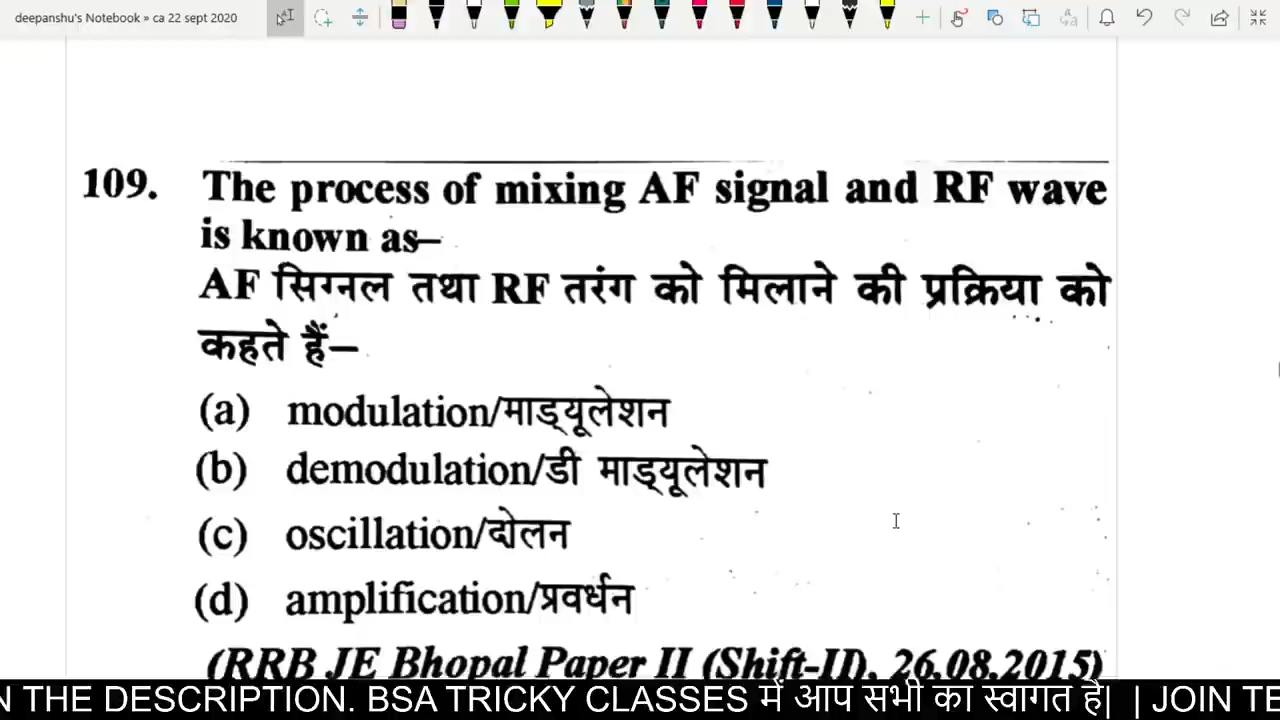 deepanshu's Notebook » ca 22 sept 2020
109. The process of mixing AF signal and RF wave
is known as–
AF सिग्नल तथा RF तरंग को मिलाने की प्रक्रिया को
कहते हैं–
(a) modulation/माड्यूलेशन
(b) demodulation/डी माड्यूलेशन
(c) oscillation/दोलन
(d) amplification/प्रवर्धन
(RRB JE Bhopal Paper II (Shift-II), 26.08.2015)
N THE DESCRIPTION. BSA TRICKY CLASSES में आप सभी का स्वागत है| | JOIN TE